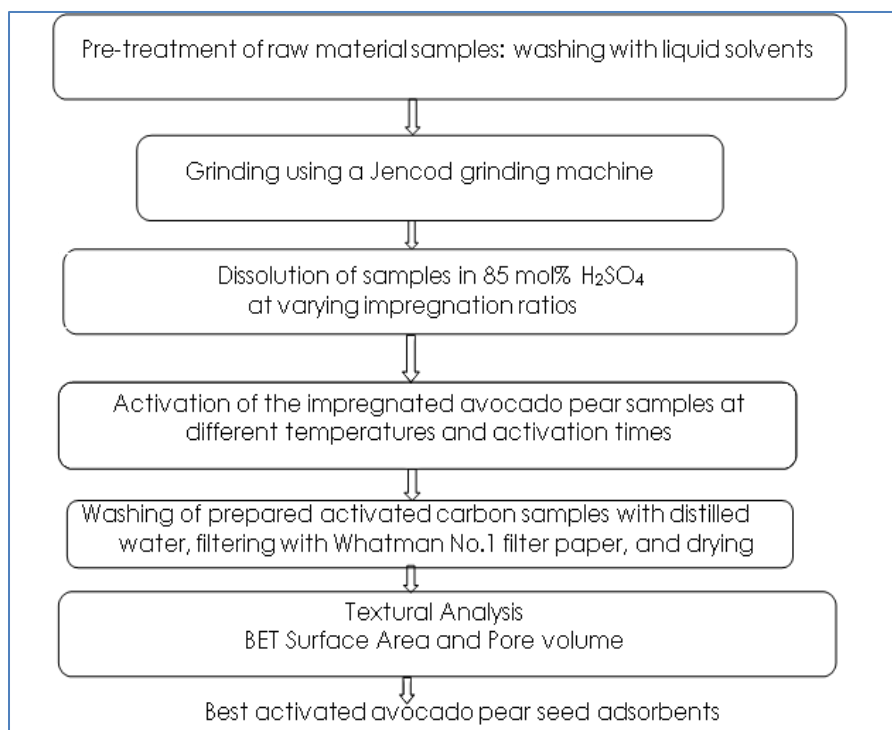 Pre-treatment of raw material samples: washing with liquid solvents
Grinding using a Jencod grinding machine
Dissolution of samples in 85 mol% H₂SO₄
at varying impregnation ratios
Activation of the impregnated avocado pear samples at
different temperatures and activation times
Washing of prepared activated carbon samples with distilled
water, filtering with Whatman No.1 filter paper, and drying
Textural Analysis
BET Surface Area and Pore volume
Best activated avocado pear seed adsorbents